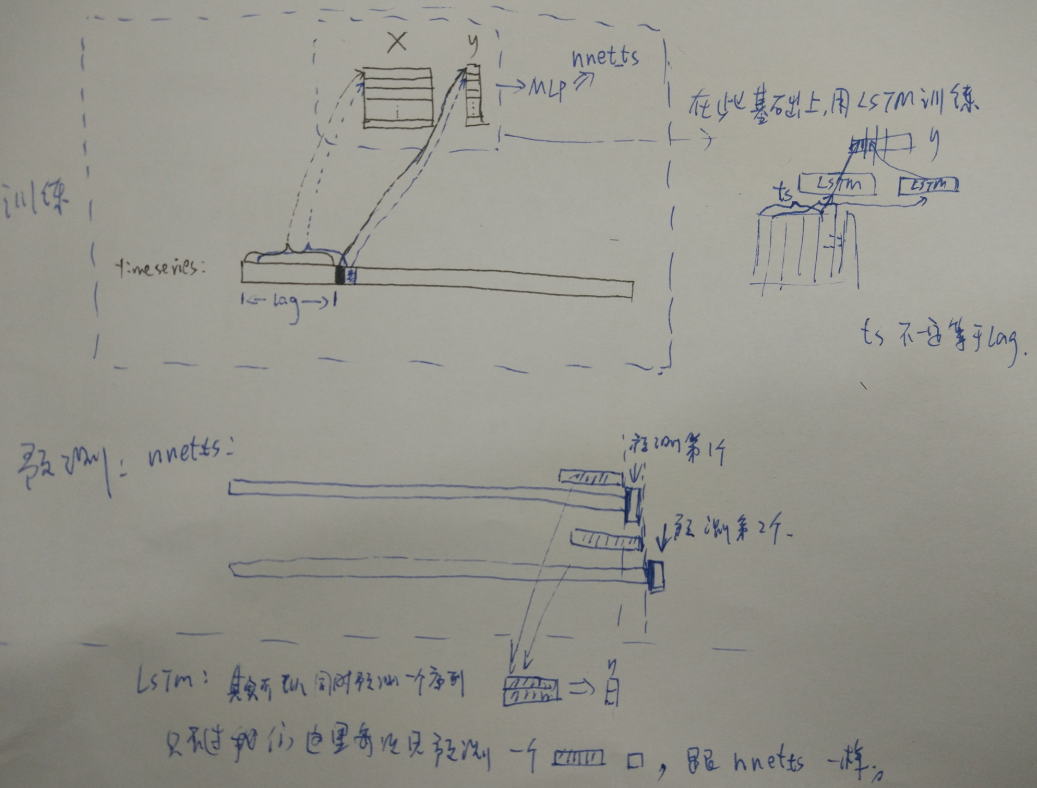 X y
nnetts
→MLP
在此基础上,用LSTM训练
y
LSTM LSTM
ts
训练
timeseries:
|← Lag →|
ts 不一定等于Lag.
预测: nnetts:
预测第1个
预测第2个.
LSTM: 其实可以同时预测一个序列
y
只不过我们这里每次只预测一个 , 跟 nnetts 一样。